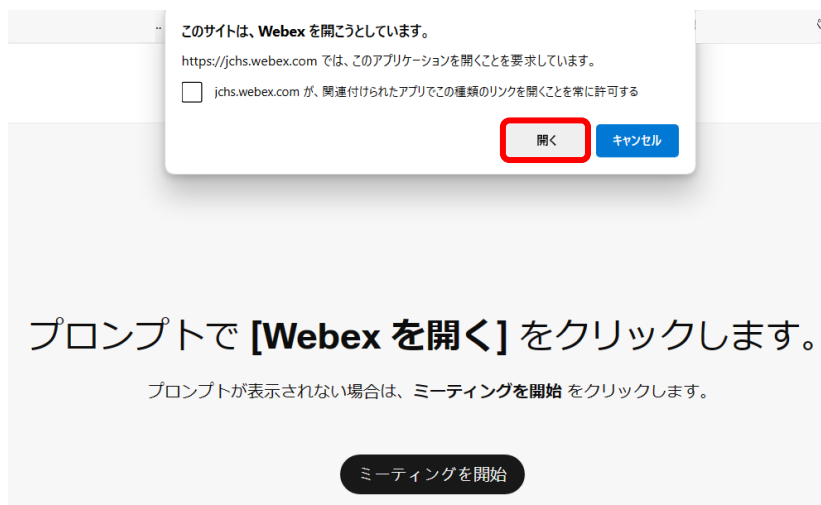 このサイトは、Webex を開こうとしています。
https://jchs.webex.com では、このアプリケーションを開くことを要求しています。
jchs.webex.com が、関連付けられたアプリでこの種類のリンクを開くことを常に許可する
開く
キャンセル
プロンプトで [Webex を開く] をクリックします。
プロンプトが表示されない場合は、ミーティングを開始 をクリックします。
ミーティングを開始